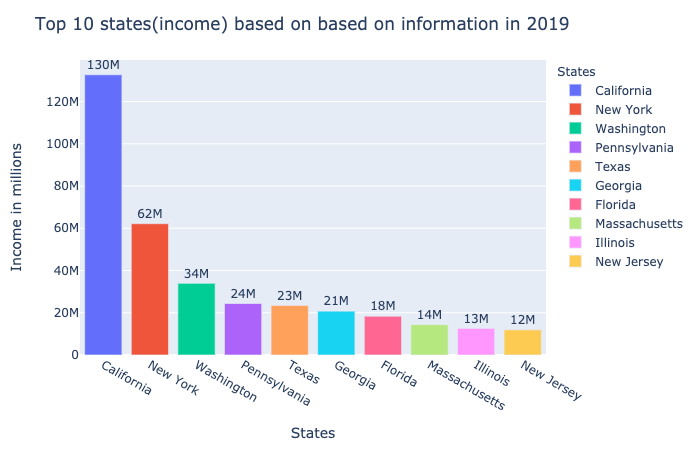 Top 10 states(income) based on based on information in 2019
130M
62M
34M
24M
23M
21M
18M
14M
13M
12M
120M
100M
80M
60M
40M
20M
0
Income in millions
California
New York
Washington
Pennsylvania
Texas
Georgia
Florida
Massachusetts
Illinois
New Jersey
States
States
California
New York
Washington
Pennsylvania
Texas
Georgia
Florida
Massachusetts
Illinois
New Jersey